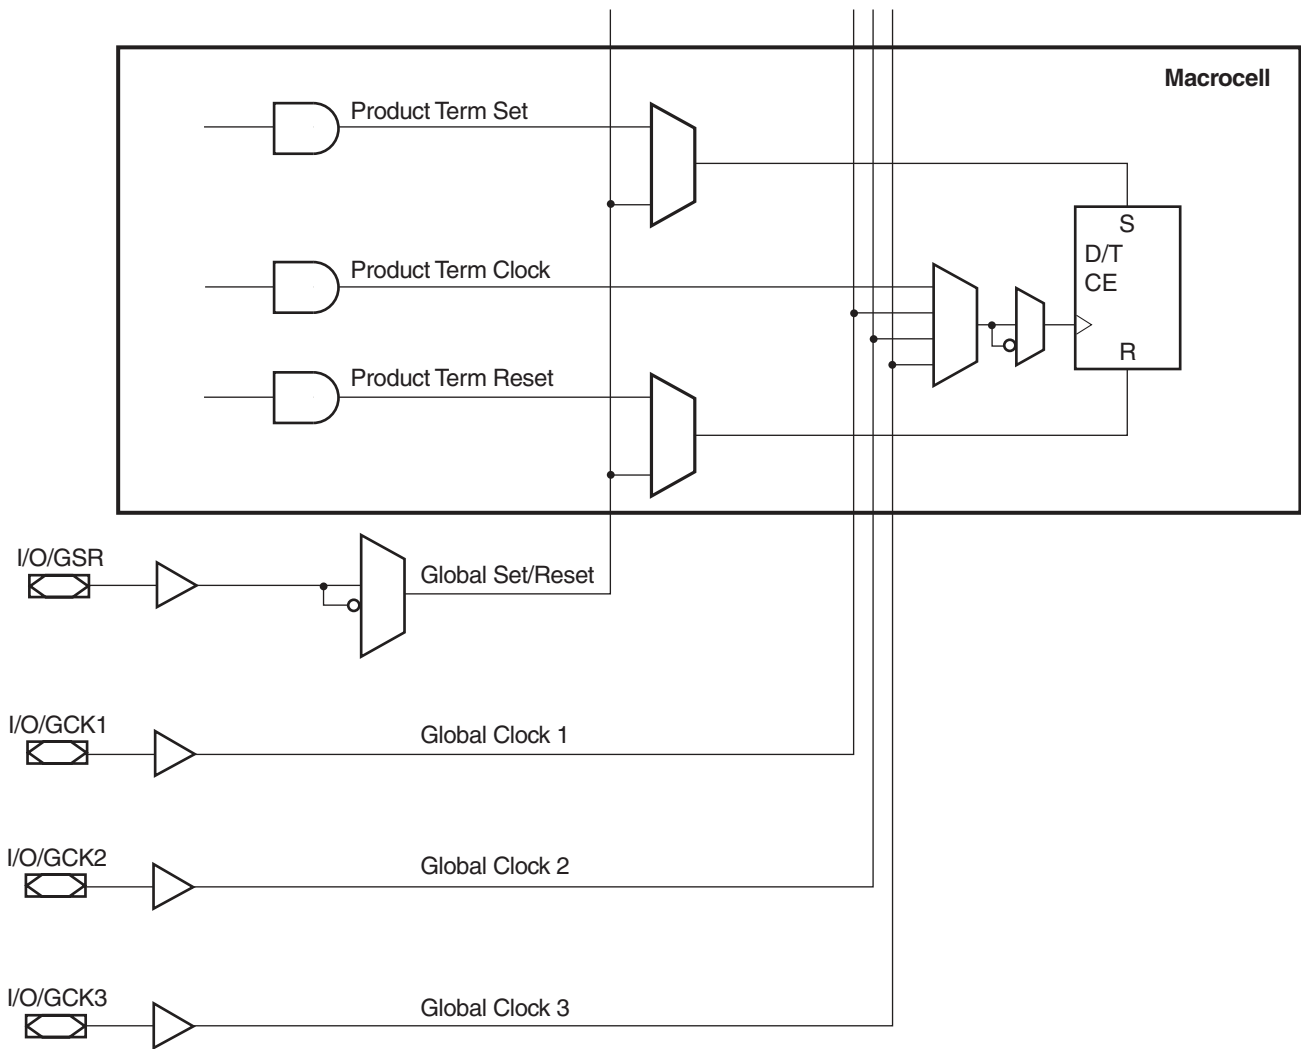 Macrocell
Product Term Set
S
D/T
Product Term Clock
CE
R
Product Term Reset
I/O/GSR
Global Set/Reset
I/O/GCK1
Global Clock 1
I/O/GCK2
Global Clock 2
I/O/GCK3
Global Clock 3